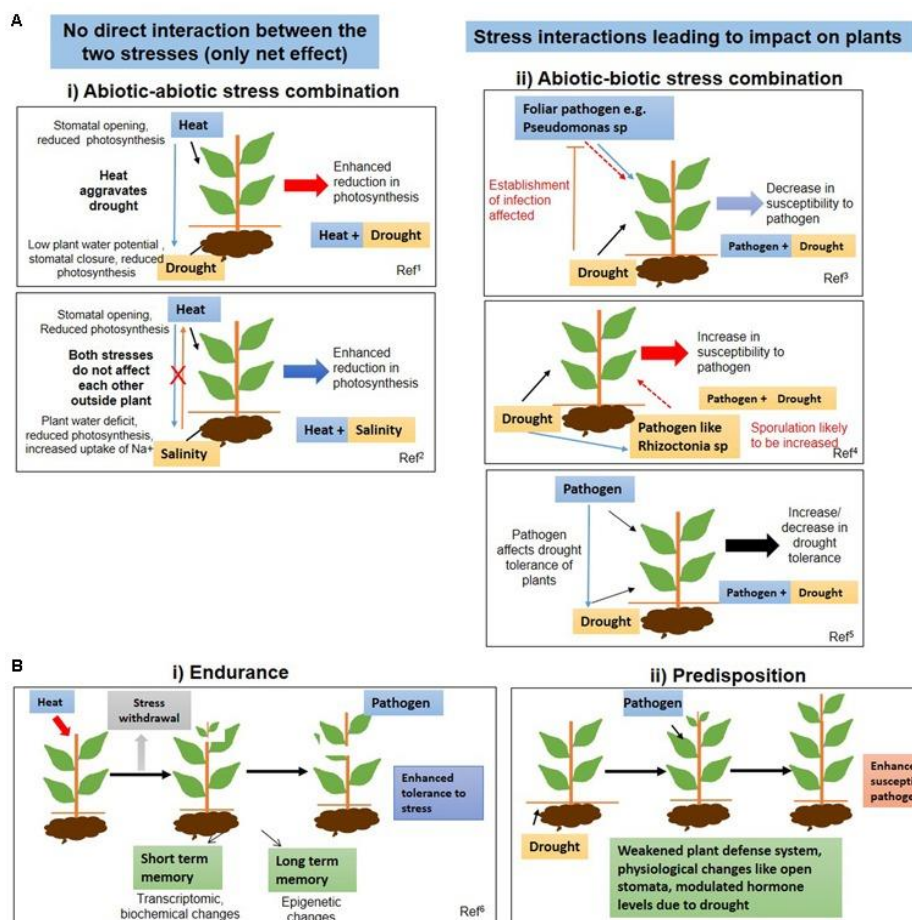 A
No direct interaction between the
two stresses (only net effect)
i) Abiotic-abiotic stress combination
Stomatal opening,
reduced photosynthesis
Heat
Heat
aggravates
drought
Enhanced
reduction in
photosynthesis
Low plant water potential ,
stomatal closure, reduced
photosynthesis
Drought
Heat + Drought
Ref1
Stomatal opening,
Reduced photosynthesis
Heat
Both stresses
do not affect
each other
outside plant
X
Enhanced
reduction in
photosynthesis
Plant water deficit,
reduced photosynthesis,
increased uptake of Na+
Salinity
Heat + Salinity
Ref2
Stress interactions leading to impact on plants
ii) Abiotic-biotic stress combination
Foliar pathogen e.g.
Pseudomonas sp
Establishment
of infection
affected
Decrease in
susceptibility to
pathogen
Drought
Pathogen + Drought
Ref3
Increase in
susceptibility to
pathogen
Drought
Pathogen like
Rhizoctonia sp
Pathogen + Drought
Sporulation likely
to be increased
Ref4
Pathogen
Pathogen
affects drought
tolerance of
plants
Increase/
decrease in
drought
tolerance
Drought
Pathogen + Drought
Ref5
B
i) Endurance
Heat
Stress
withdrawal
Pathogen
Enhanced
tolerance to
stress
Short term
memory
Transcriptomic,
biochemical changes
Long term
memory
Epigenetic
changes
Ref6
ii) Predisposition
Pathogen
Drought
Enhance
suscepti
pathoge
Weakened plant defense system,
physiological changes like open
stomata, modulated hormone
levels due to drought